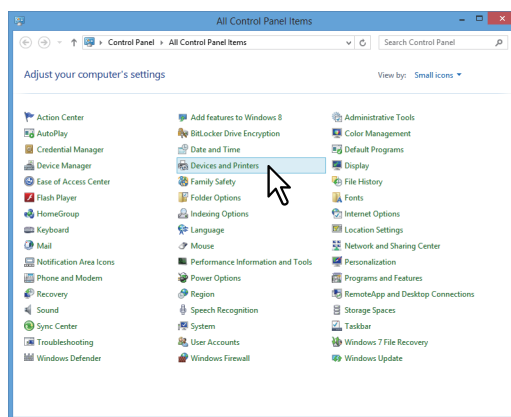 All Control Panel Items
Control Panel All Control Panel Items Search Control Panel
Adjust your computer's settings View by: Small icons
Action Center Add features to Windows 8 Administrative Tools
AutoPlay BitLocker Drive Encryption Color Management
Credential Manager Date and Time Default Programs
Device Manager Devices and Printers Display
Ease of Access Center Family Safety File History
Flash Player Folder Options Fonts
HomeGroup Indexing Options Internet Options
Keyboard Language Location Settings
Mail Mouse Network and Sharing Center
Notification Area Icons Performance Information and Tools Personalization
Phone and Modem Power Options Programs and Features
Recovery Region RemoteApp and Desktop Connections
Sound Speech Recognition Storage Spaces
Sync Center System Taskbar
Troubleshooting User Accounts Windows 7 File Recovery
Windows Defender Windows Firewall Windows Update